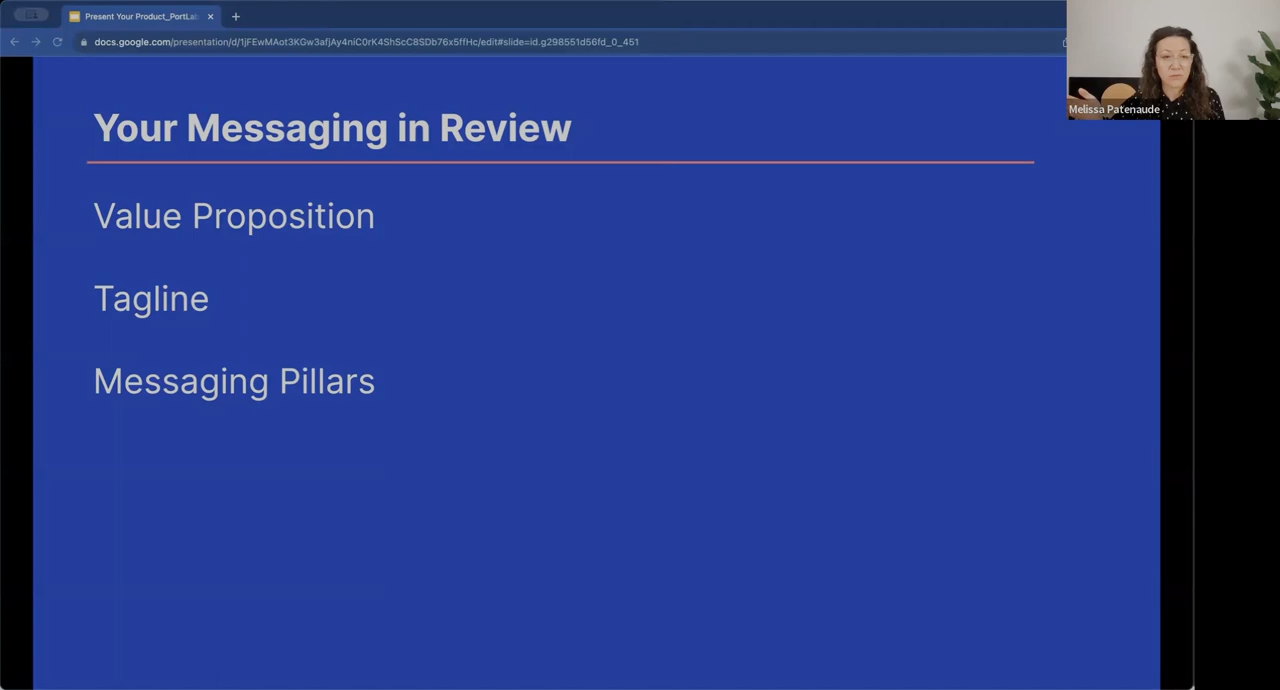 Present Your Product_PortLa
docs.google.com/presentation/d/1jFEwMAot3KGw3afjAy4niC0rK4ShScC8SDb76x5ffHc/edit#slide=id.g298551d56fd_0_451
Melissa Patenaude
Your Messaging in Review
Value Proposition
Tagline
Messaging Pillars